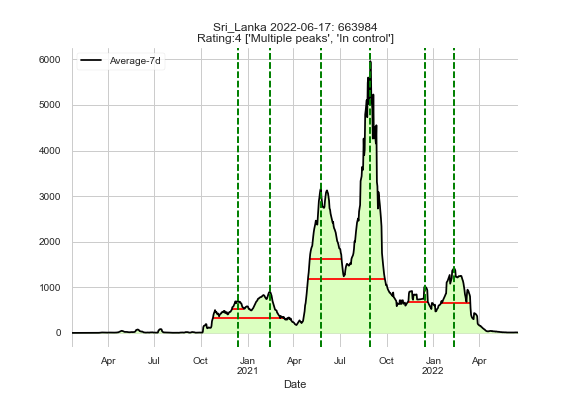 Sri_Lanka 2022-06-17: 663984
Rating:4 ['Multiple peaks', 'In control']
Average-7d
6000
5000
4000
3000
2000
1000
0
Apr Jul Oct Jan Apr Jul Oct Jan Apr
2021 2022
Date